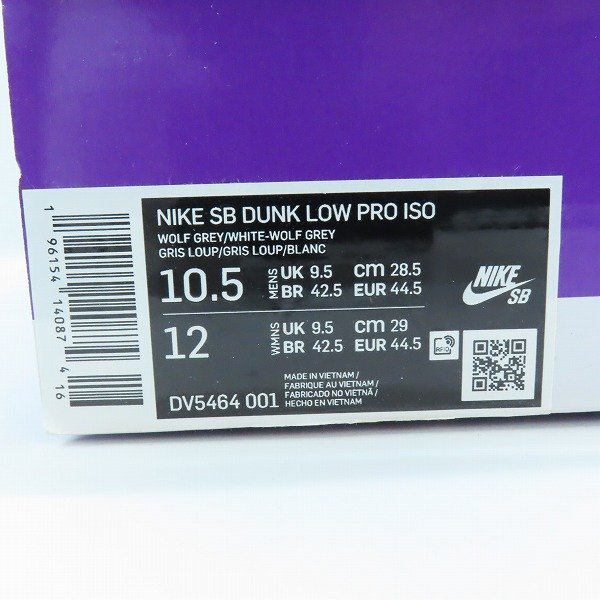 NIKE SB DUNK LOW PRO ISO
WOLF GREY/WHITE-WOLF GREY
GRIS LOUP/GRIS LOUP/BLANC
10.5 MENS UK 9.5 cm 28.5
BR 42.5 EUR 44.5
12 WMNS UK 9.5 cm 29
BR 42.5 EUR 44.5
NIKE
SB
RFID
DV5464 001
MADE IN VIETNAM /
FABRIQUE AU VIETNAM /
FABRICADO NO VIETNÃ /
HECHO EN VIETNAM
1 96154 14087 4 16